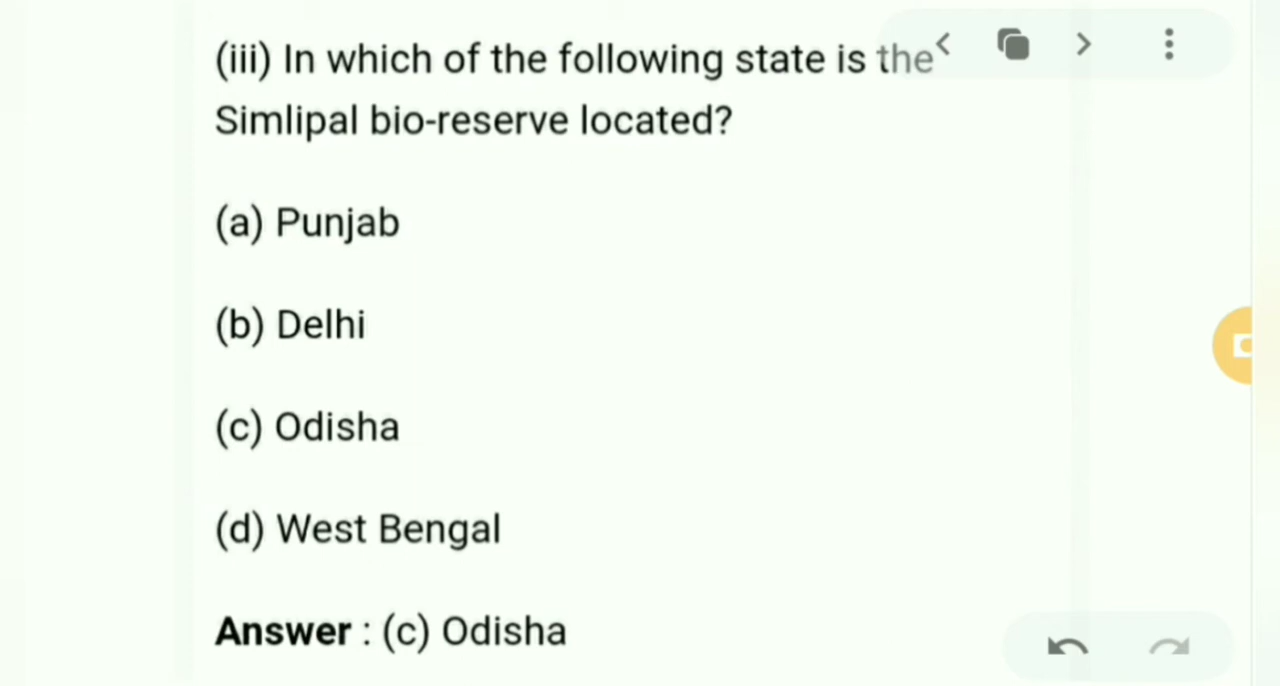 (iii) In which of the following state is the
Simlipal bio-reserve located?
(a) Punjab
(b) Delhi
(c) Odisha
(d) West Bengal
Answer : (c) Odisha